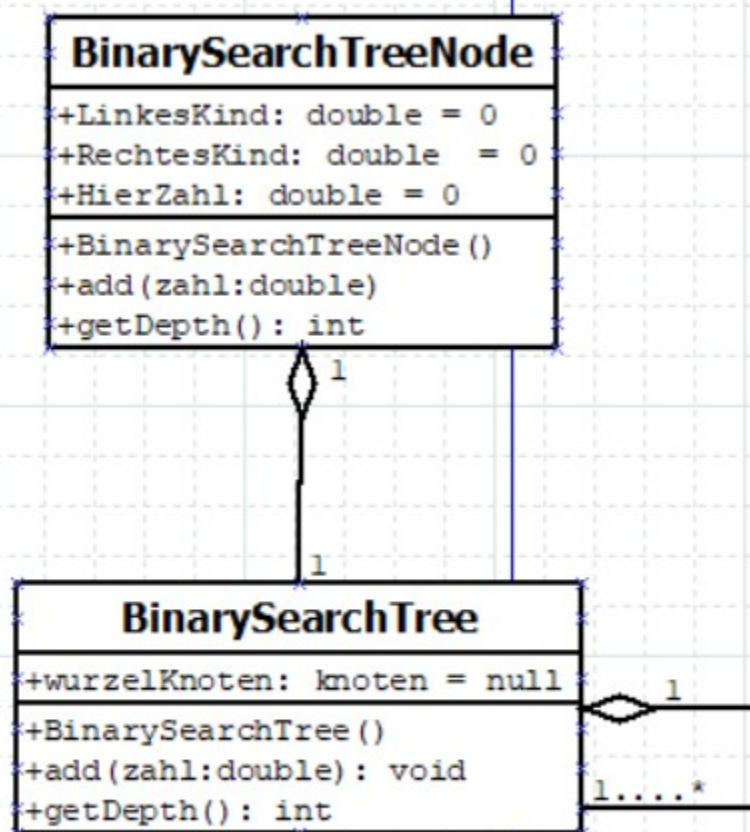 BinarySearchTreeNode
+LinkesKind: double = 0
+RechtesKind: double = 0
+HierZahl: double = 0
+BinarySearchTreeNode()
+add(zahl:double)
+getDepth(): int
1
1
BinarySearchTree
+wurzelKnoten: knoten = null
1
+BinarySearchTree()
+add(zahl:double): void
1....*
+getDepth(): int